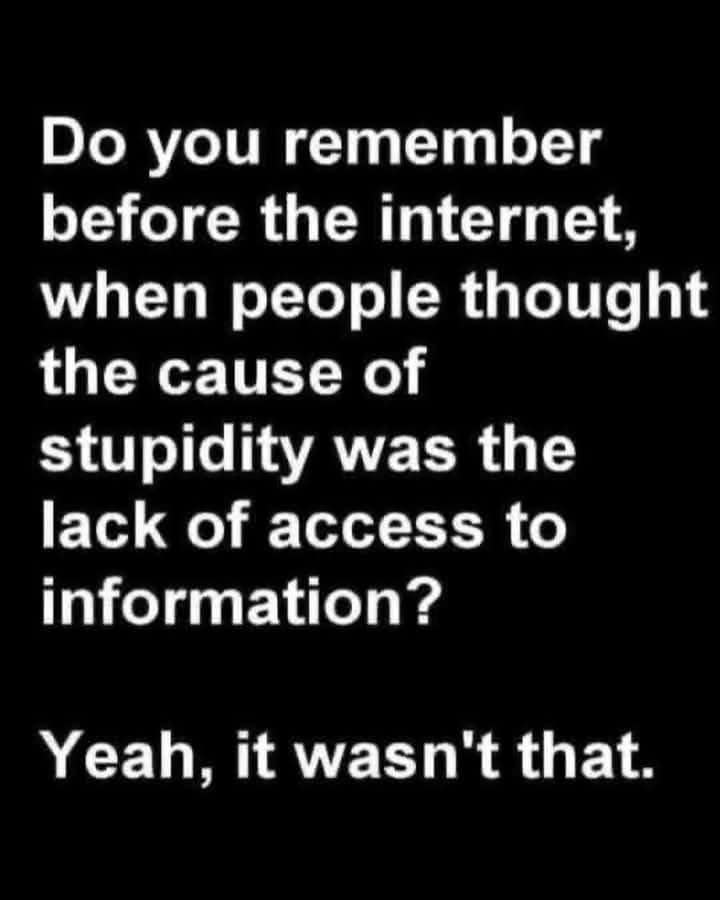 Do you remember
before the internet,
when people thought
the cause of
stupidity was the
lack of access to
information?
Yeah, it wasn't that.